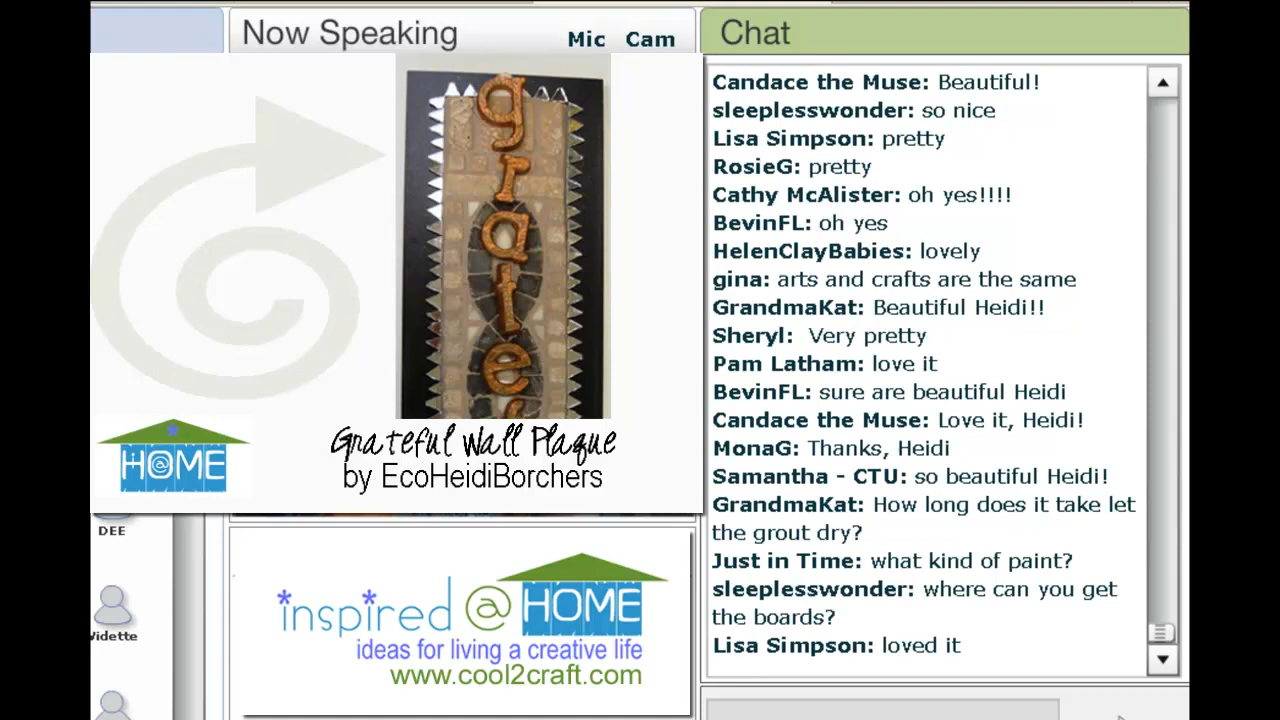 Now Speaking
Mic Cam
Chat
grates
Grateful Wall Plaque
by EcoHeidiBorchers
H@ME
DEE
Vidette
*inspired@HOME
ideas for living a creative life
www.cool2craft.com
Candace the Muse: Beautiful!
sleeplesswonder: so nice
Lisa Simpson: pretty
RosieG: pretty
Cathy McAlister: oh yes!!!!
BevinFL: oh yes
HelenClayBabies: lovely
gina: arts and crafts are the same
GrandmaKat: Beautiful Heidi!!
Sheryl: Very pretty
Pam Latham: love it
BevinFL: sure are beautiful Heidi
Candace the Muse: Love it, Heidi!
MonaG: Thanks, Heidi
Samantha - CTU: so beautiful Heidi!
GrandmaKat: How long does it take let
the grout dry?
Just in Time: what kind of paint?
sleeplesswonder: where can you get
the boards?
Lisa Simpson: loved it